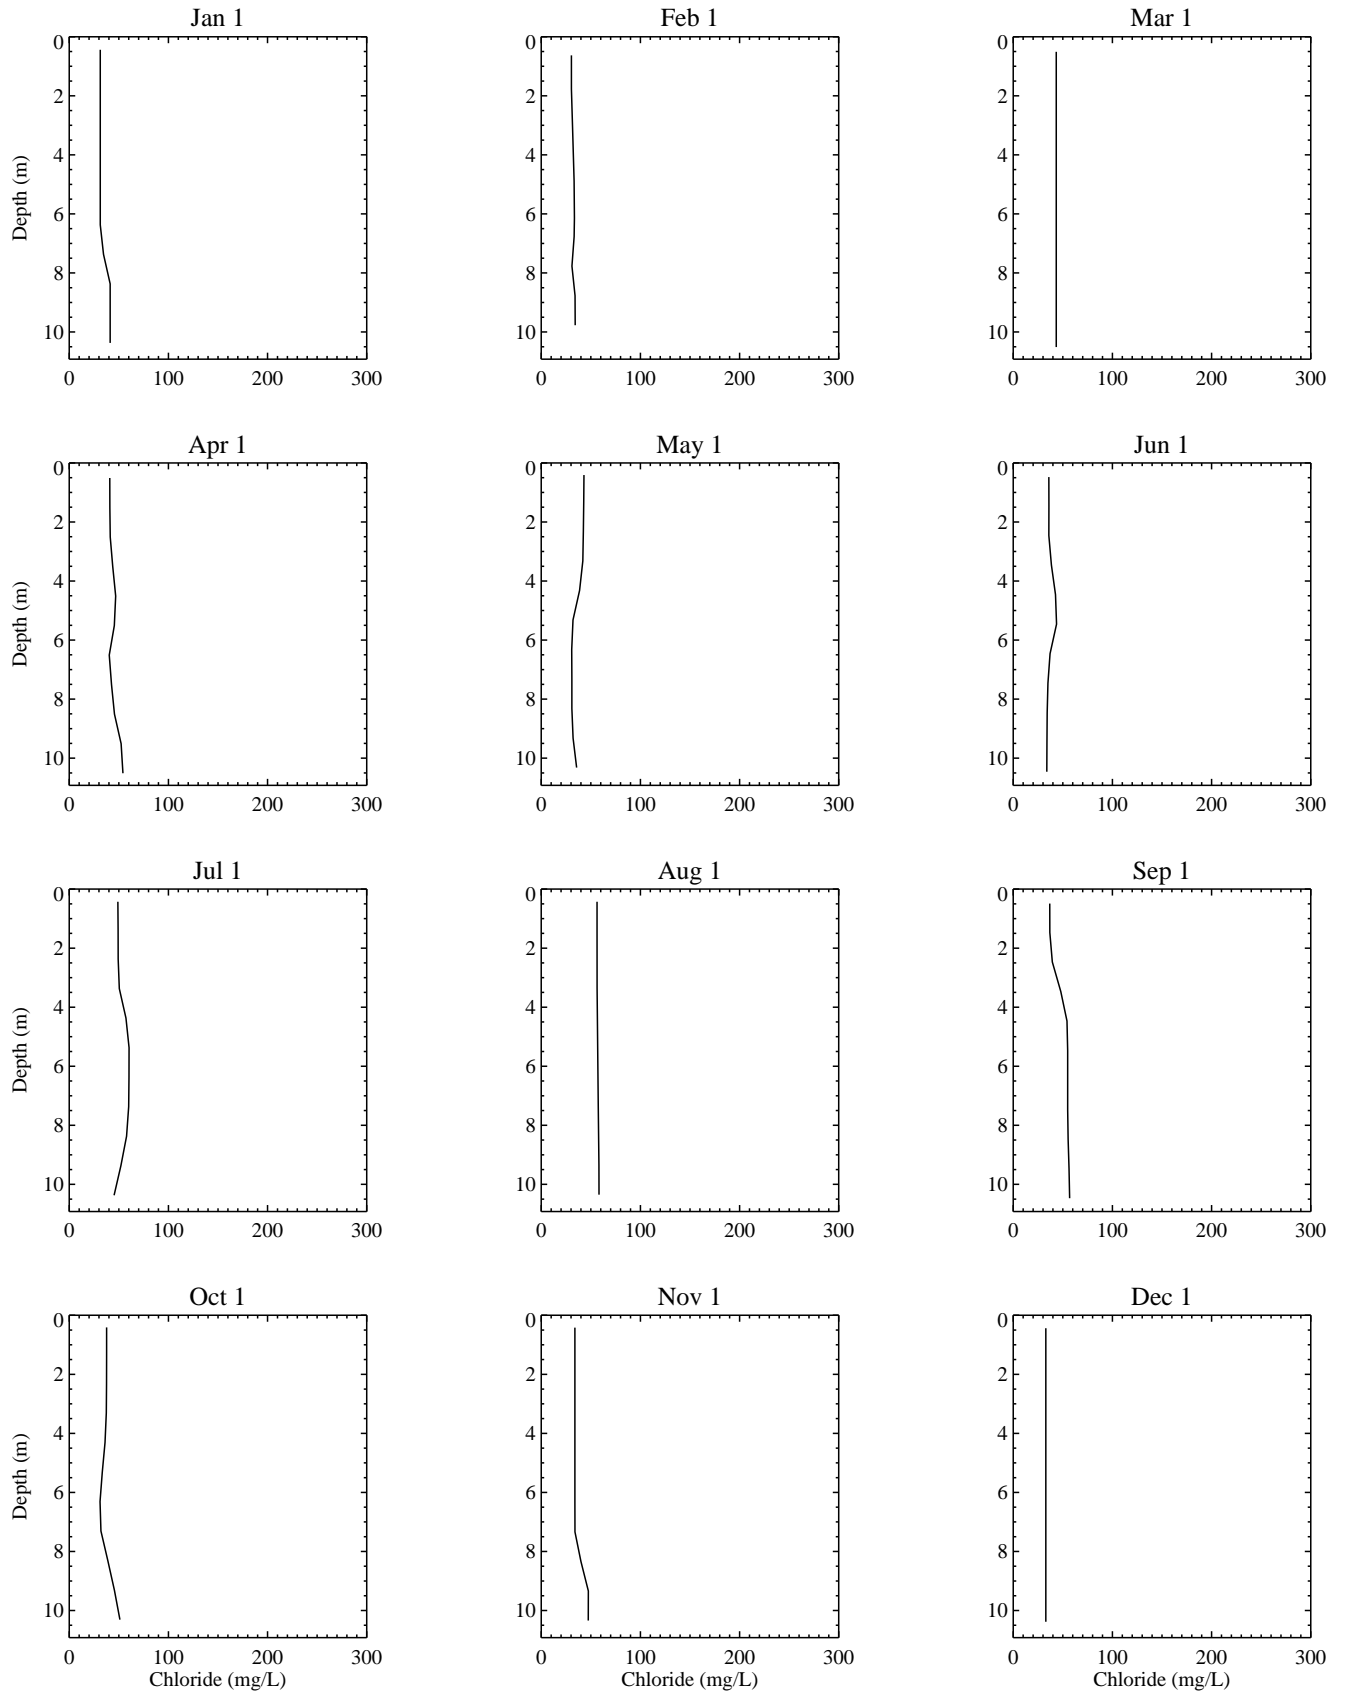 Jan 1 Feb 1 Mar 1
0 0 0
2 2 2
4 4 4
Depth (m)
6 6 6
8 8 8
10 10 10
0 100 200 300 0 100 200 300 0 100 200 300
Apr 1 May 1 Jun 1
0 0 0
2 2 2
4 4 4
Depth (m)
6 6 6
8 8 8
10 10 10
0 100 200 300 0 100 200 300 0 100 200 300
Jul 1 Aug 1 Sep 1
0 0 0
2 2 2
4 4 4
Depth (m)
6 6 6
8 8 8
10 10 10
0 100 200 300 0 100 200 300 0 100 200 300
Oct 1 Nov 1 Dec 1
0 0 0
2 2 2
4 4 4
Depth (m)
6 6 6
8 8 8
10 10 10
0 100 200 300 0 100 200 300 0 100 200 300
Chloride (mg/L) Chloride (mg/L) Chloride (mg/L)